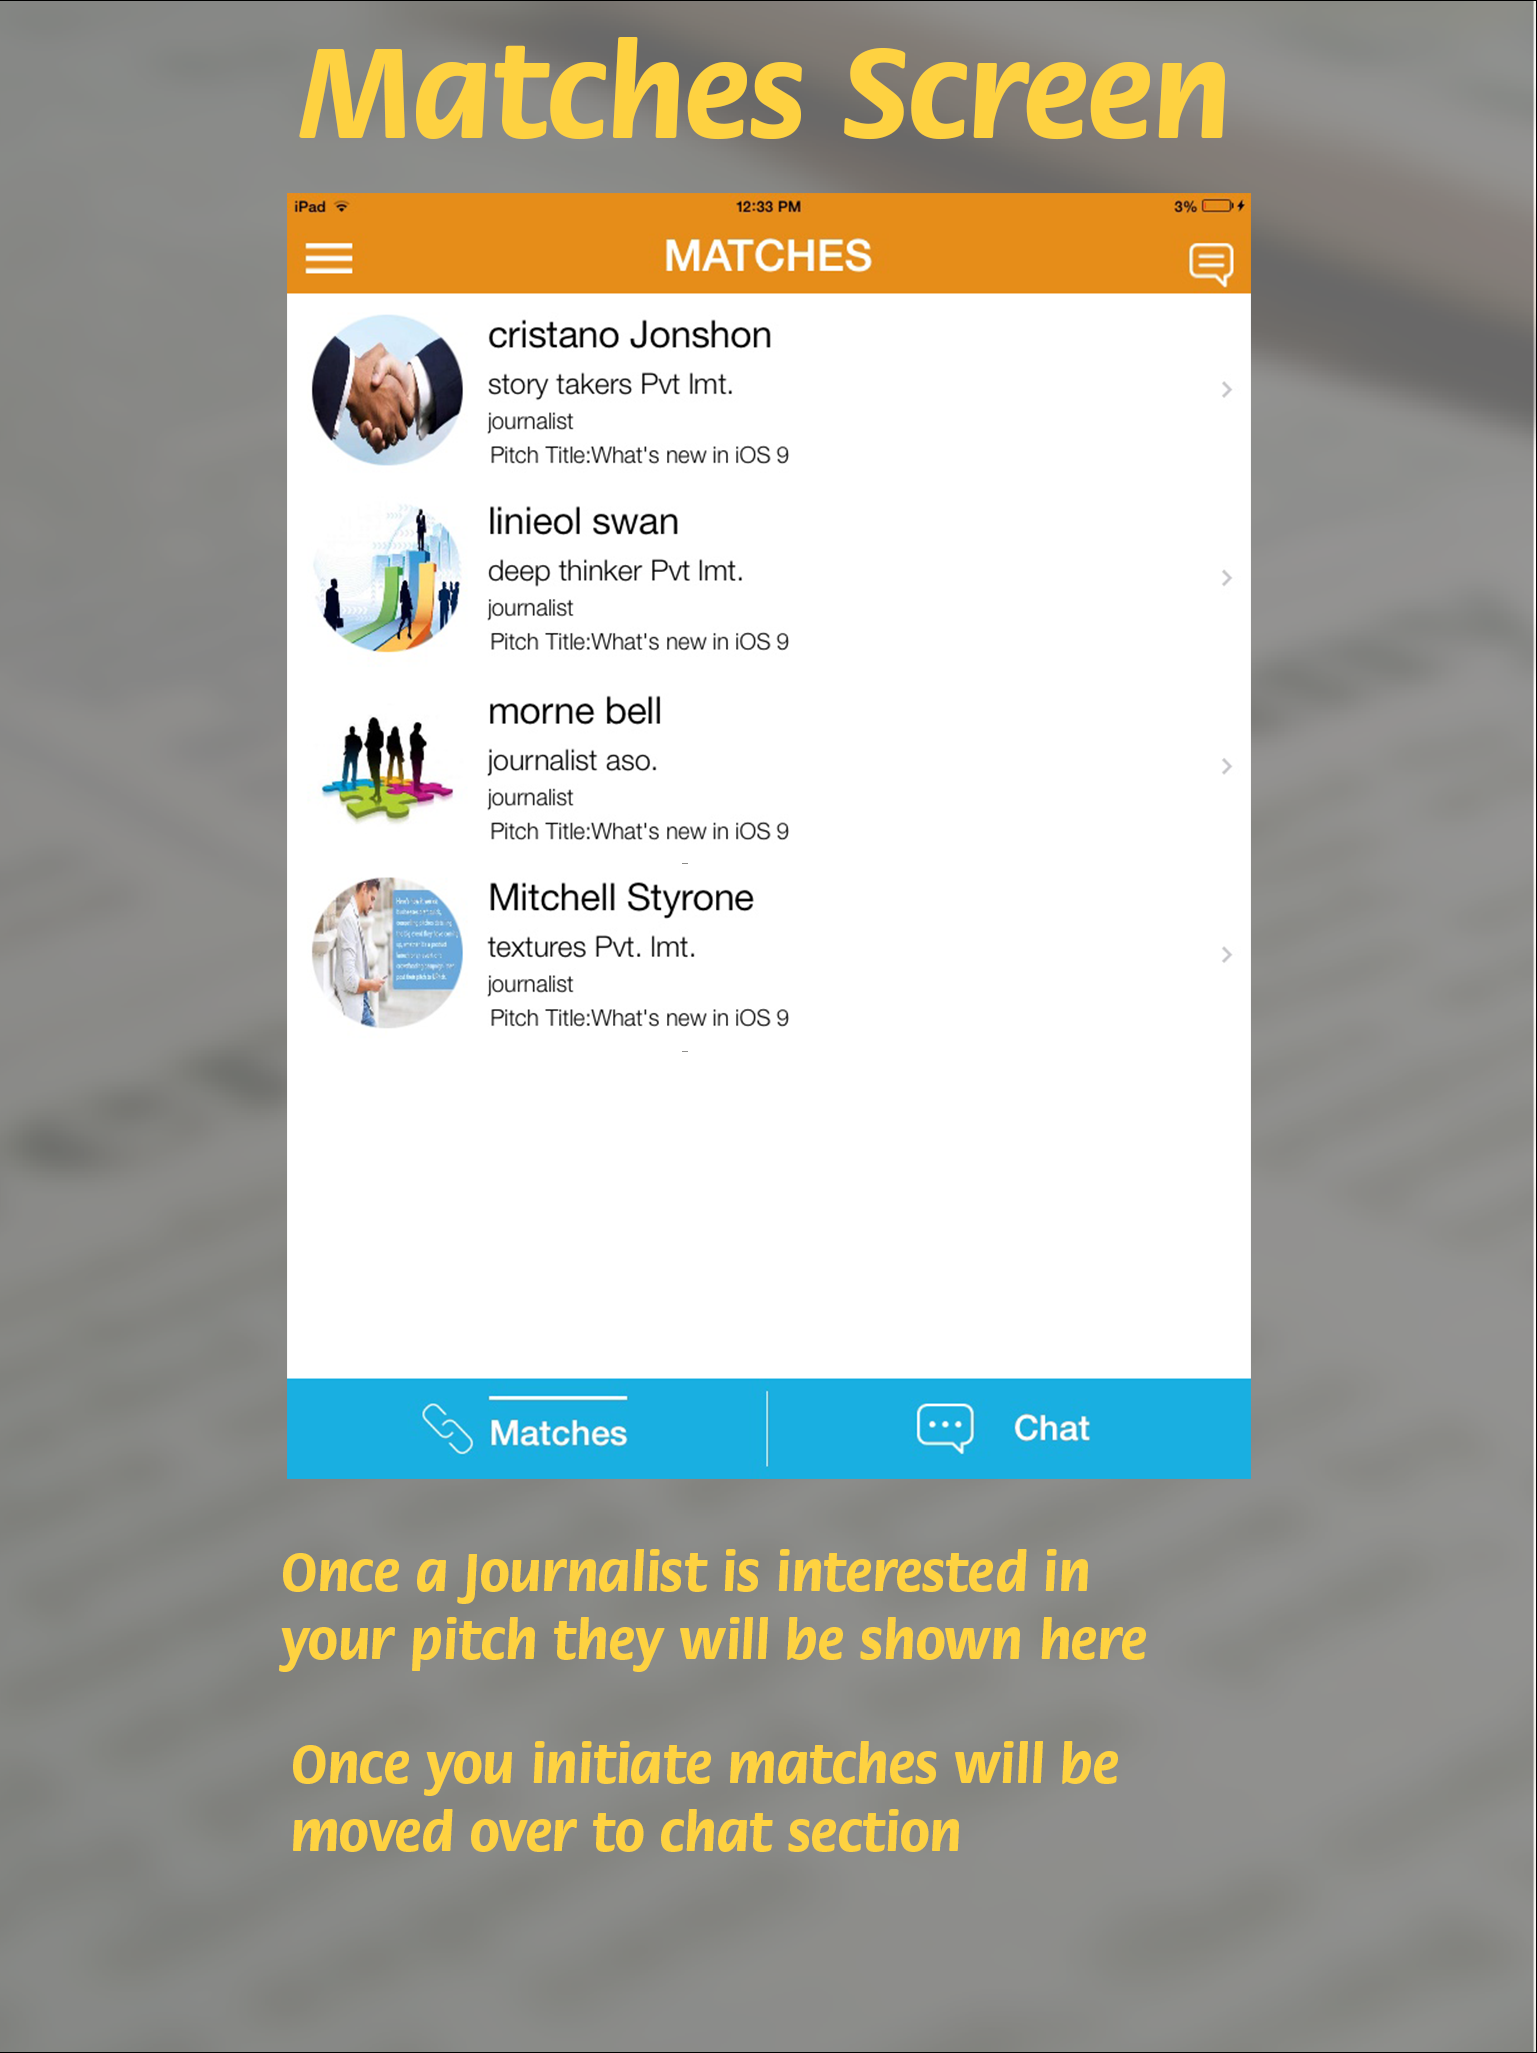 Matches Screen
iPad 12:33 PM 3%
MATCHES
cristano Jonshon
story takers Pvt lmt.
journalist
Pitch Title:What's new in iOS 9
linieol swan
deep thinker Pvt lmt.
journalist
Pitch Title:What's new in iOS 9
morne bell
journalist aso.
journalist
Pitch Title:What's new in iOS 9
Mitchell Styrone
textures Pvt. lmt.
journalist
Pitch Title:What's new in iOS 9
Matches Chat
Once a Journalist is interested in
your pitch they will be shown here
Once you initiate matches will be
moved over to chat section